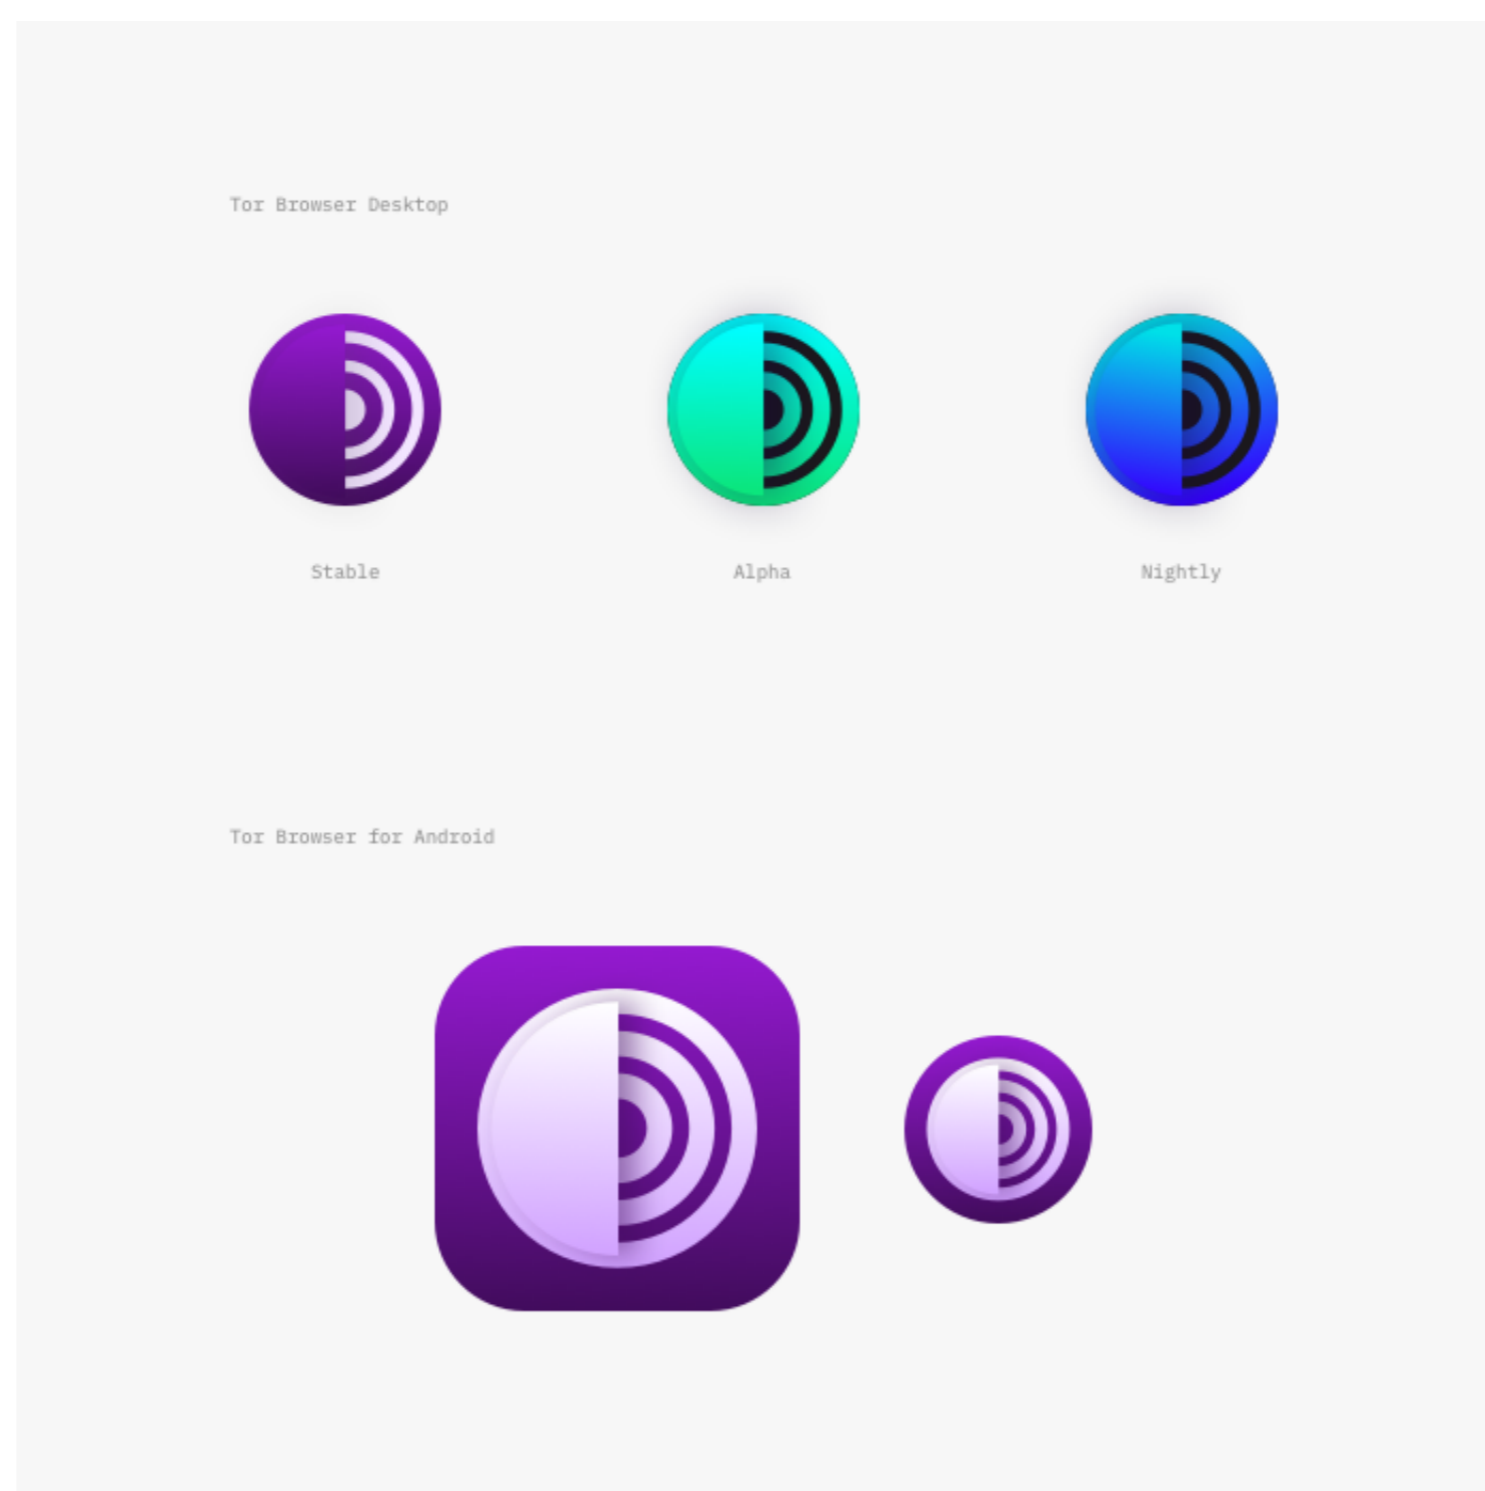 Tor Browser Desktop
Stable
Alpha
Nightly
Tor Browser for Android